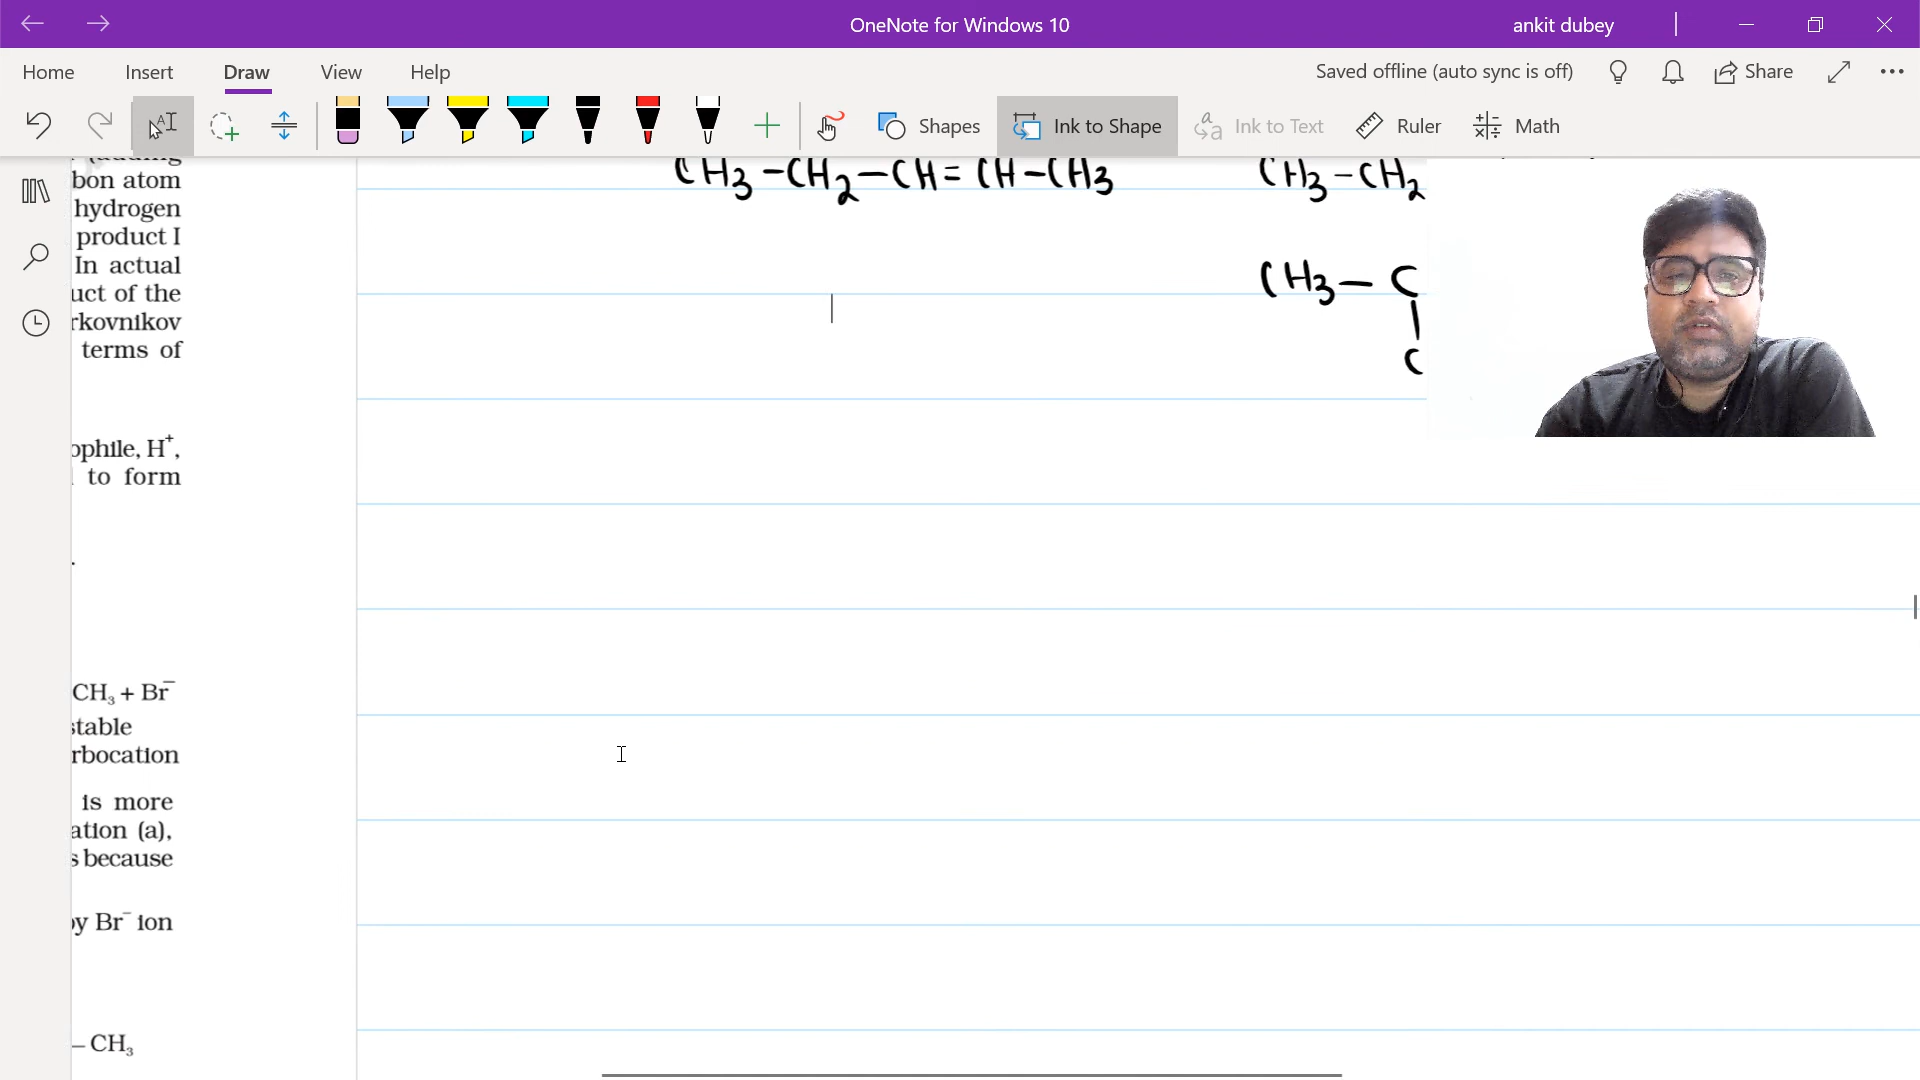 OneNote for Windows 10
ankit dubey
Home Insert Draw View Help
Saved offline (auto sync is off) Share
Shapes Ink to Shape Ink to Text Ruler Math
bon atom
hydrogen
product I
In actual
uct of the
rkovnikov
terms of
ophile, H⁺,
to form
.
CH₃ + Br⁻
stable
rbocation
is more
ation (a),
s because
by Br⁻ ion
– CH₃
CH₃ – CH₂ – CH = CH – CH₃ CH₃ – CH₂
CH₃ – C
|
C